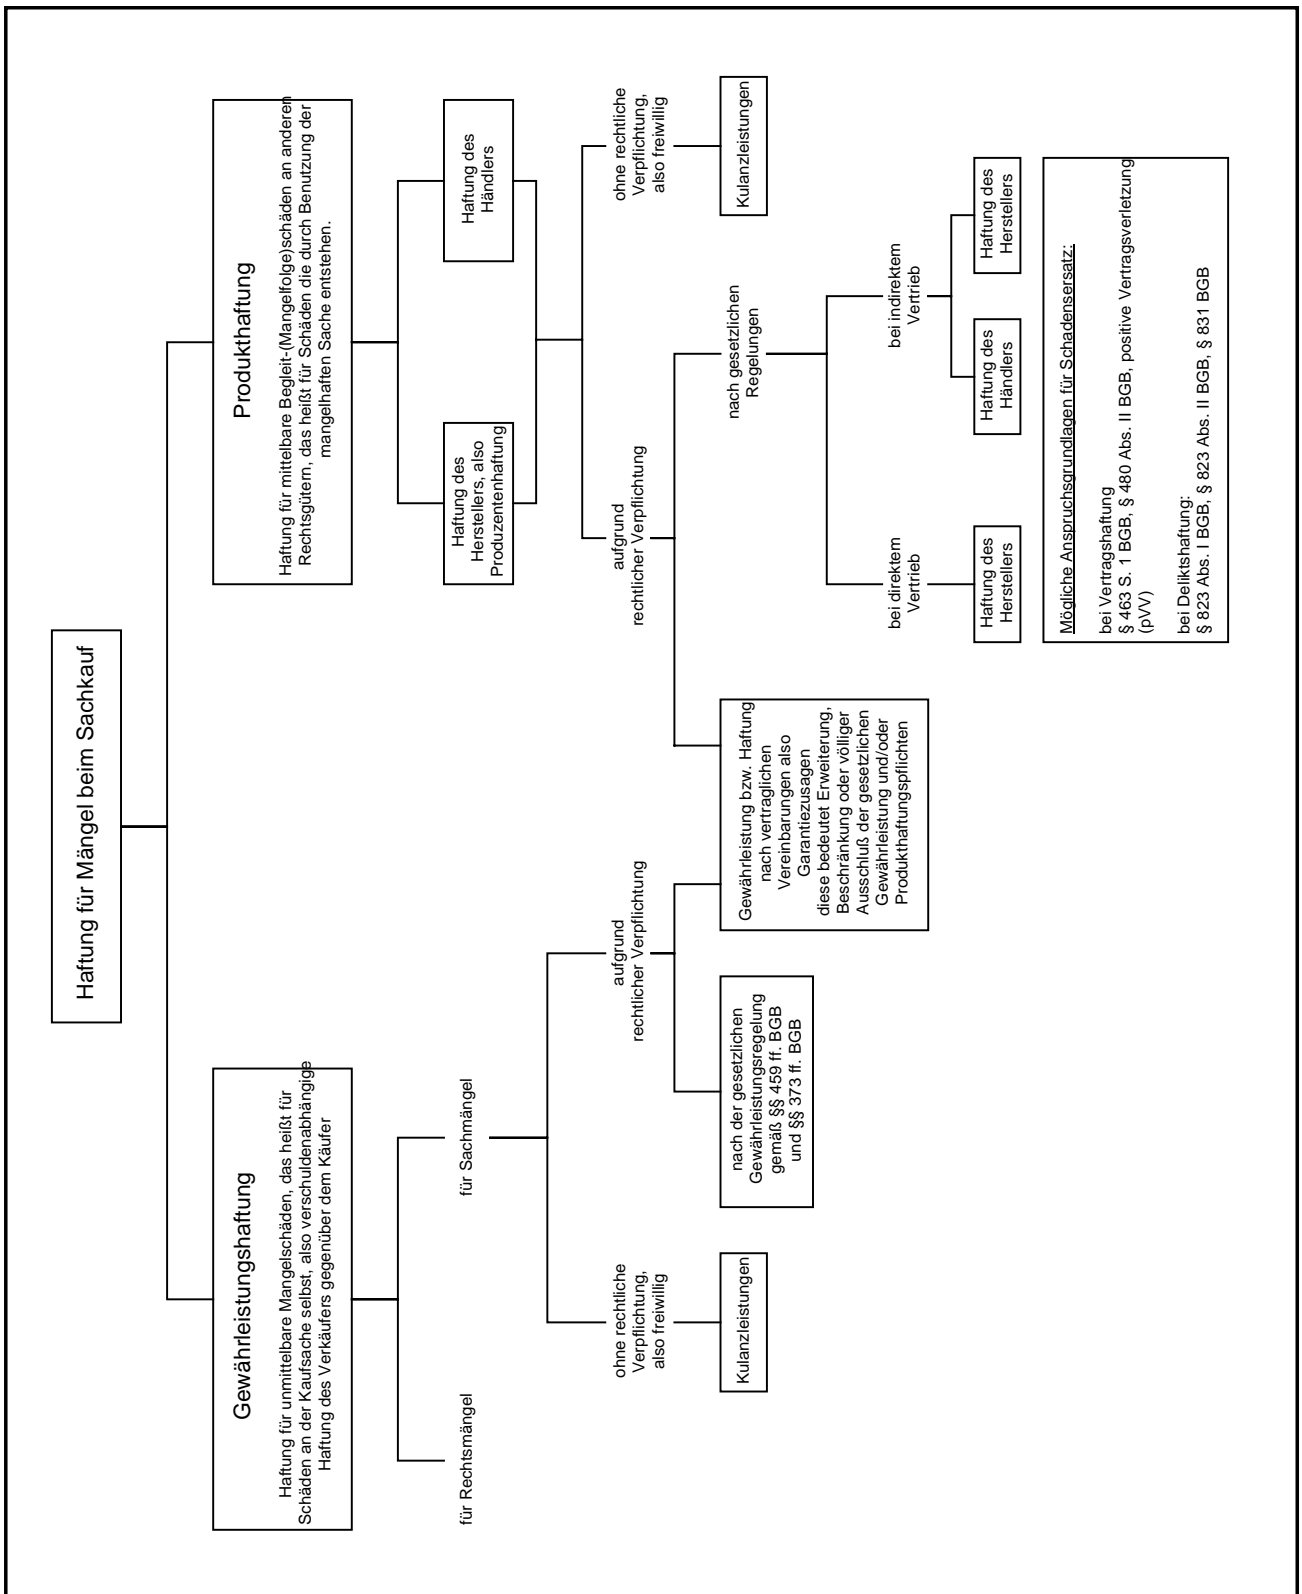 Haftung für Mängel beim Sachkauf
Gewährleistungshaftung
Haftung für unmittelbare Mangelschäden, das heißt für
Schäden an der Kaufsache selbst, also verschuldenabhängige
Haftung des Verkäufers gegenüber dem Käufer
Produkthaftung
Haftung für mittelbare Begleit-(Mangelfolge)schäden an anderen
Rechtsgütern, das heißt für Schäden die durch Benutzung der
mangelhaften Sache entstehen.
für Rechtsmängel
für Sachmängel
Haftung des
Herstellers, also
Produzentenhaftung
Haftung des
Händlers
ohne rechtliche
Verpflichtung,
also freiwillig
aufgrund
rechtlicher Verpflichtung
aufgrund
rechtlicher Verpflichtung
ohne rechtliche
Verpflichtung,
also freiwillig
Kulanzleistungen
nach der gesetzlichen
Gewährleistungsregelung
gemäß §§ 459 ff. BGB
und §§ 373 ff. BGB
Gewährleistung bzw. Haftung
nach vertraglichen
Vereinbarungen also
Garantiezusagen
diese bedeutet Erweiterung,
Beschränkung oder völliger
Ausschluß der gesetzlichen
Gewährleistung und/oder
Produkthaftungspflichten
nach gesetzlichen
Regelungen
Kulanzleistungen
bei direktem
Vertrieb
bei indirektem
Vertrieb
Haftung des
Herstellers
Haftung des
Händlers
Haftung des
Herstellers
Mögliche Anspruchsgrundlagen für Schadensersatz:
bei Vertragshaftung
§ 463 S. 1 BGB, § 480 Abs. II BGB, positive Vertragsverletzung
(pVV)
bei Deliktshaftung:
§ 823 Abs. I BGB, § 823 Abs. II BGB, § 831 BGB